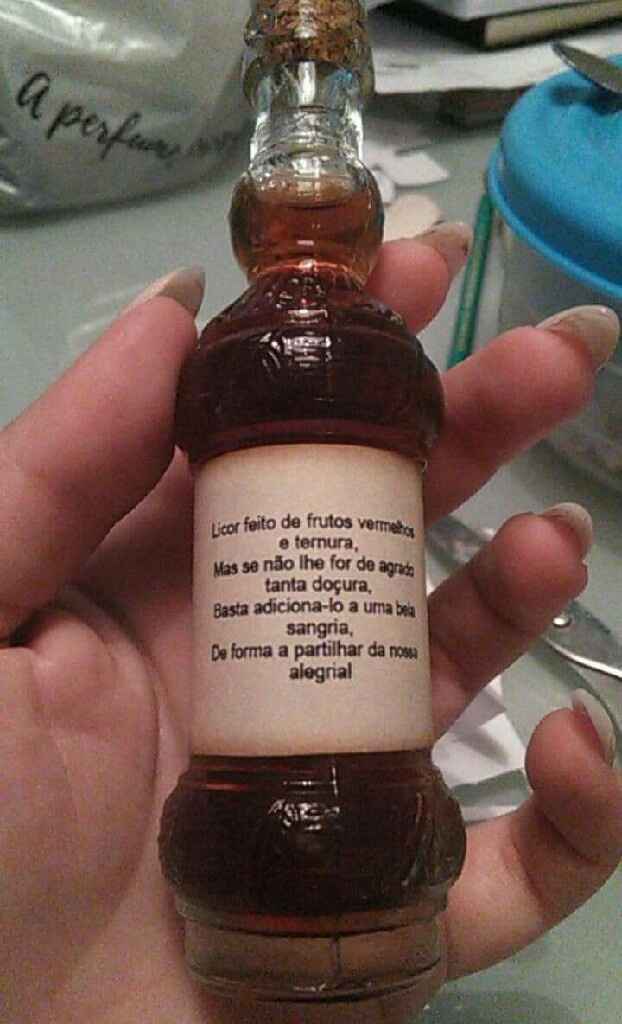 A perfume
Licor feito de frutos vermelhos
e ternura,
Mas se não lhe for de agrado
tanta doçura,
Basta adiciona-lo a uma bela
sangria,
De forma a partilhar da nossa
alegria!